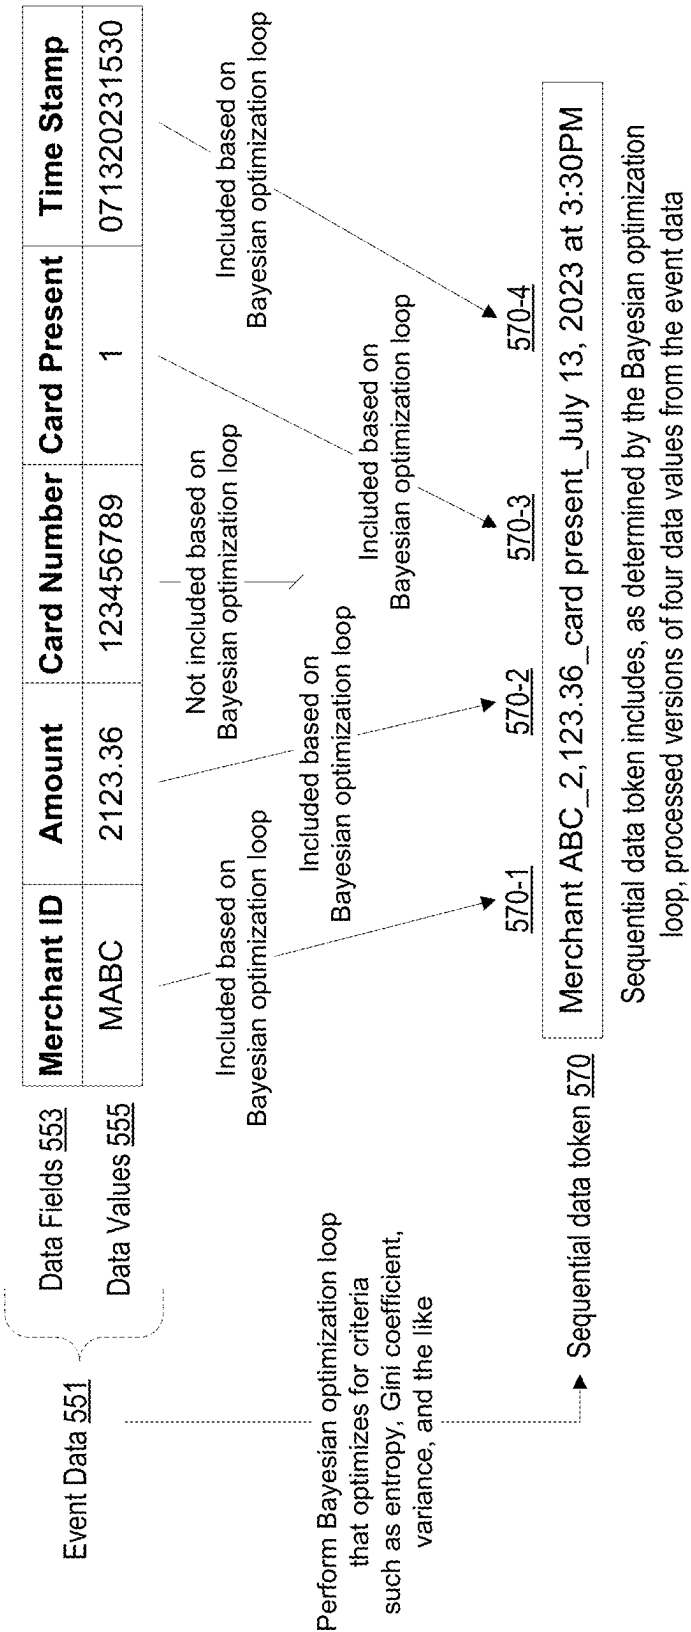 Event Data 551
Data Fields 553
Data Values 555
Merchant ID Amount Card Number Card Present Time Stamp
MABC 2123.36 123456789 1 071320231530
Included based on
Bayesian optimization loop
Included based on
Bayesian optimization loop
Not included based on
Bayesian optimization loop
Included based on
Bayesian optimization loop
Included based on
Bayesian optimization loop
Perform Bayesian optimization loop
that optimizes for criteria
such as entropy, Gini coefficient,
variance, and the like
570-1 570-2 570-3 570-4
Sequential data token 570
Merchant ABC_2,123.36_card present_July 13, 2023 at 3:30PM
Sequential data token includes, as determined by the Bayesian optimization
loop, processed versions of four data values from the event data